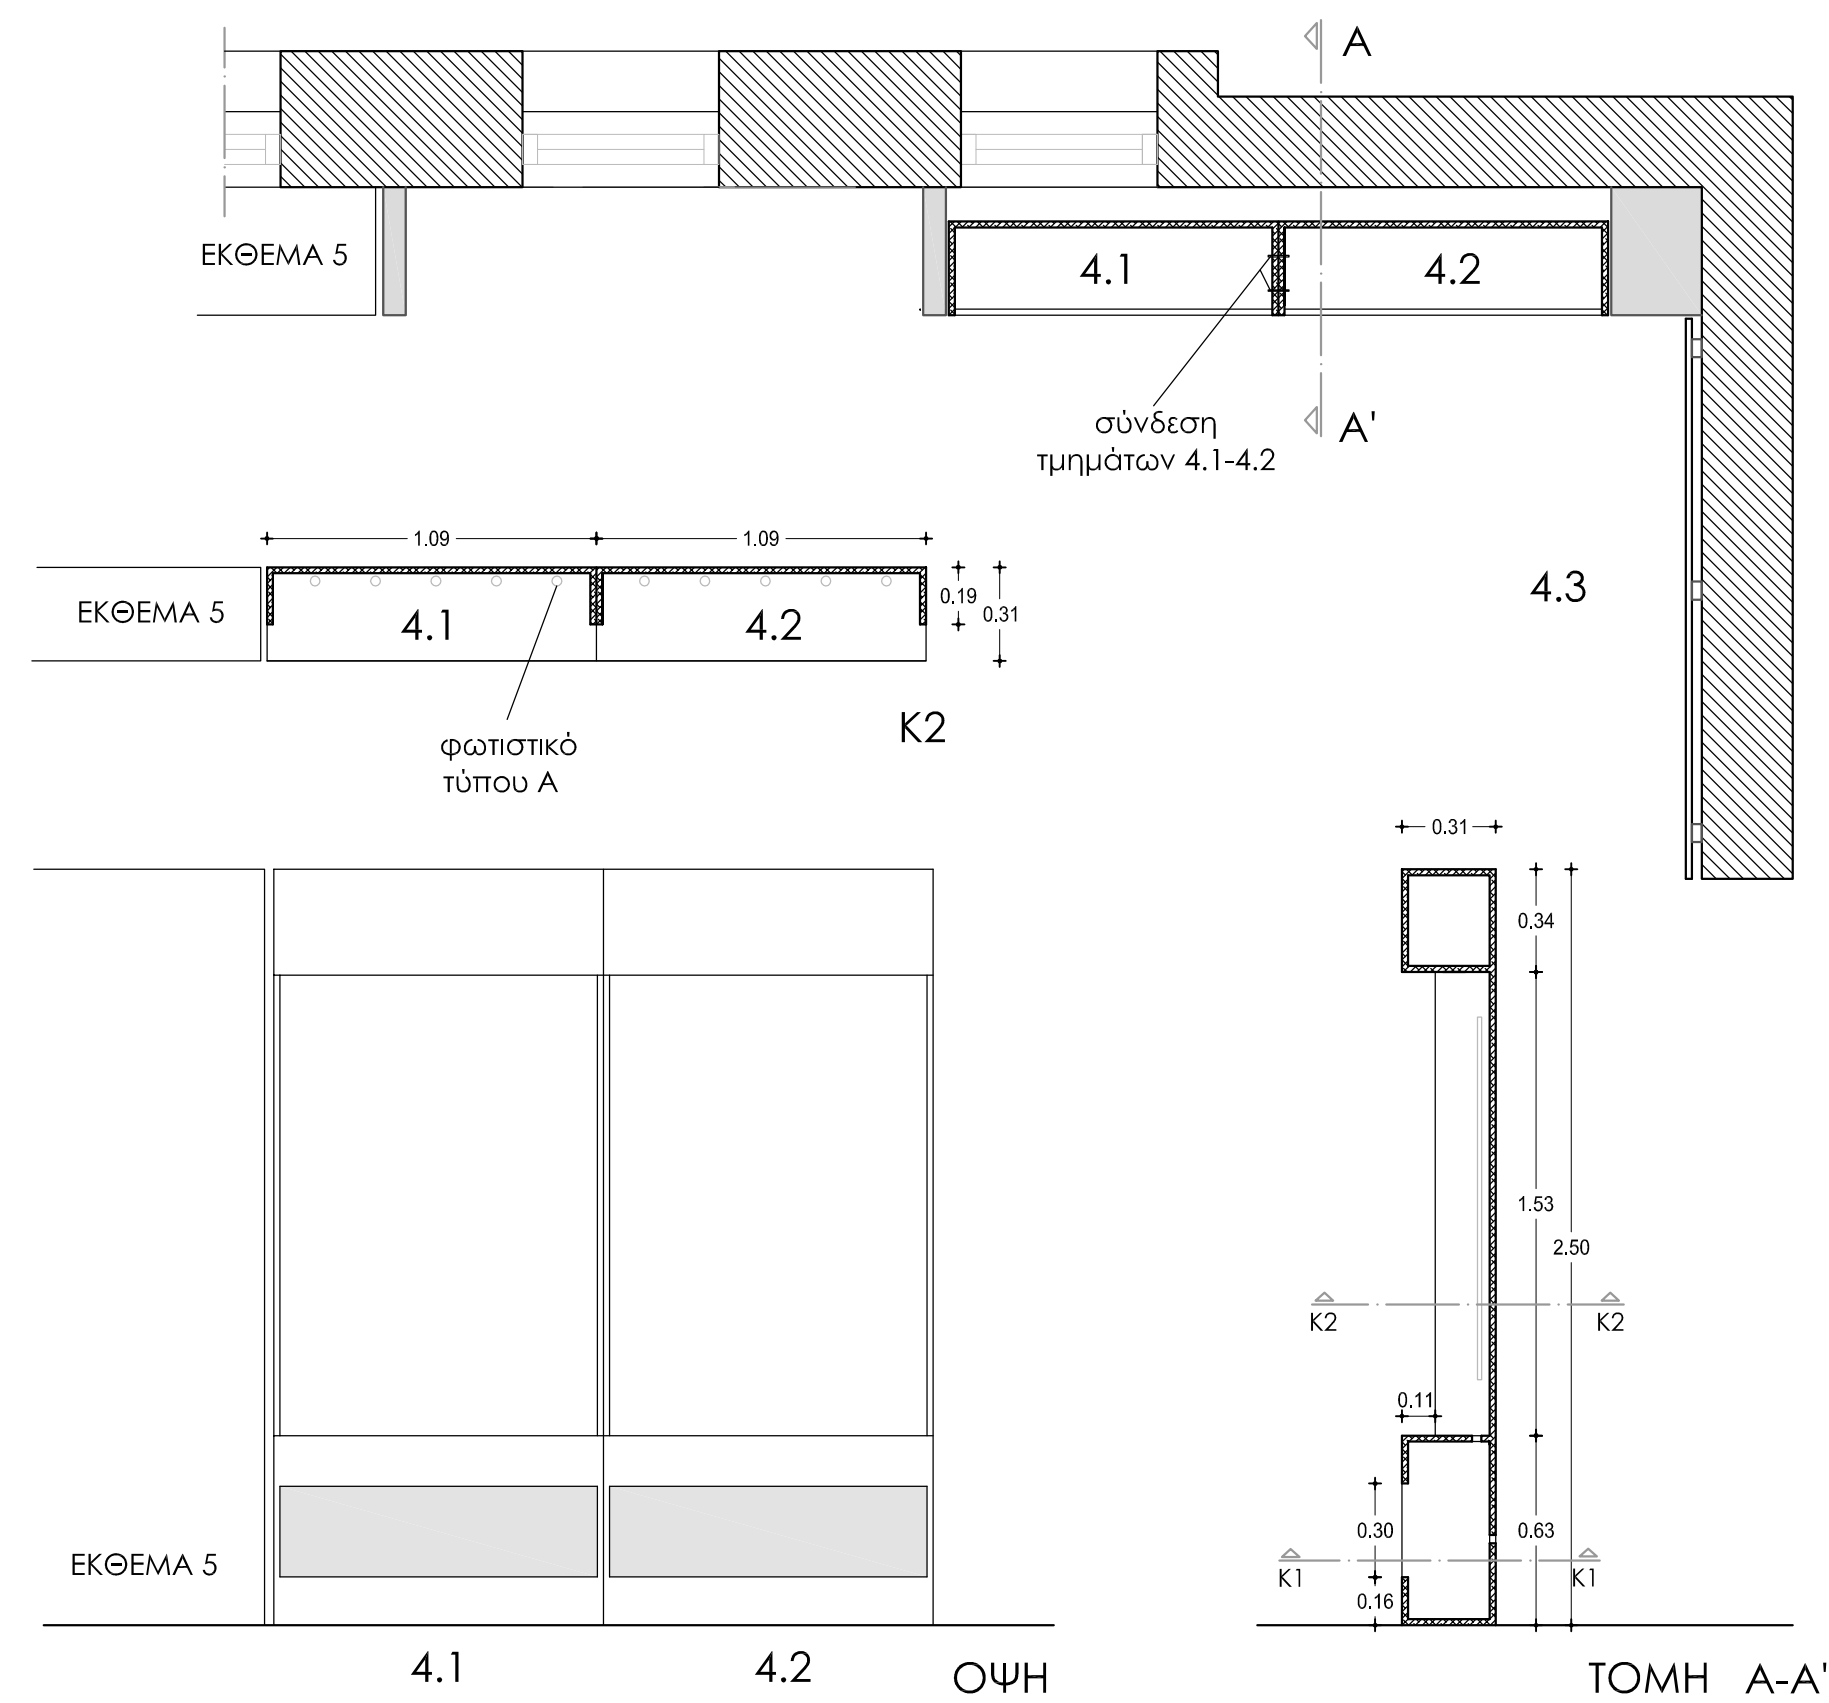 A
ΕΚΘΕΜΑ 5
4.1
4.2
σύνδεση
τμημάτων 4.1-4.2
A'
1.09
1.09
ΕΚΘΕΜΑ 5
4.1
4.2
0.19
0.31
4.3
K2
φωτιστικό
τύπου Α
0.31
0.34
1.53
2.50
K2
K2
0.11
0.30
0.63
K1
K1
0.16
ΕΚΘΕΜΑ 5
4.1
4.2
ΟΨΗ
ΤΟΜΗ Α-Α'